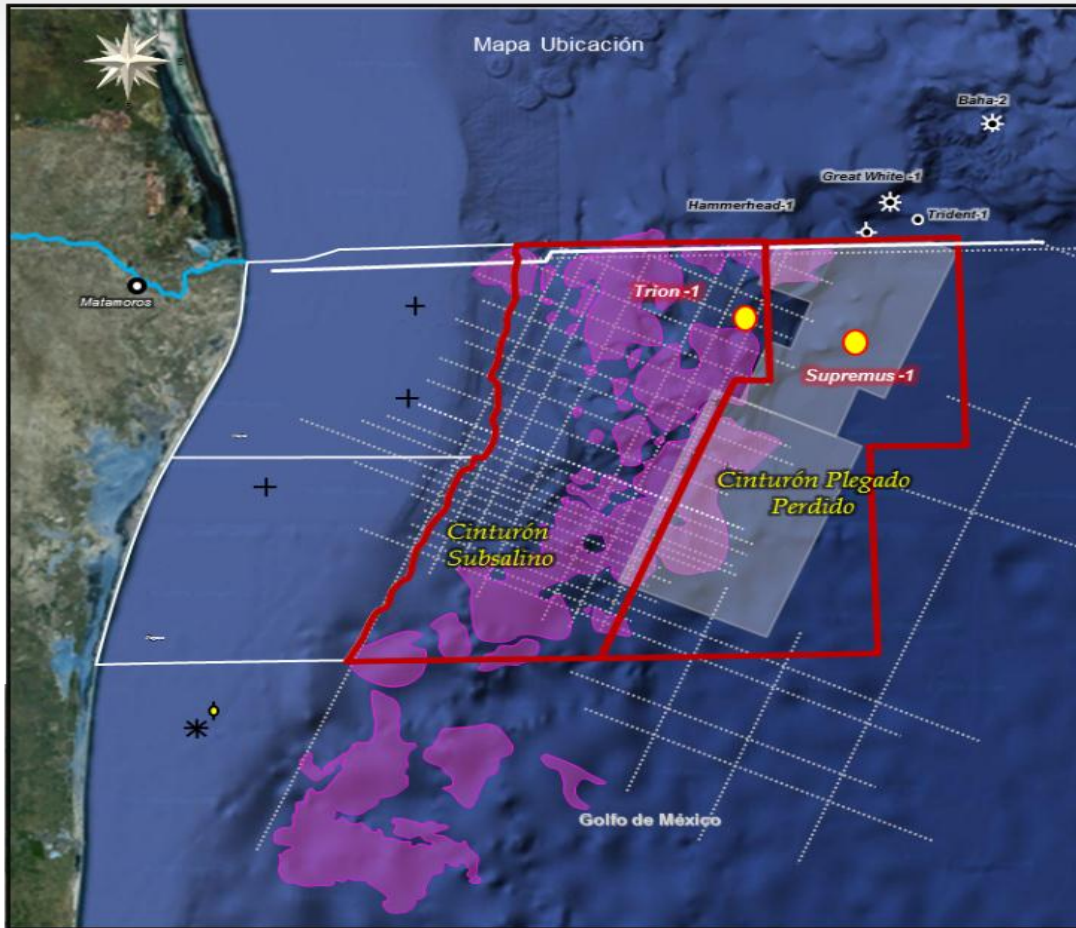 Mapa Ubicación
Baha-2
Great White -1
Hammerhead-1
Trident-1
Matamoros
Trion -1
Supremus -1
Cinturón Plegado
Perdido
Cinturón
Subsalino
Golfo de México